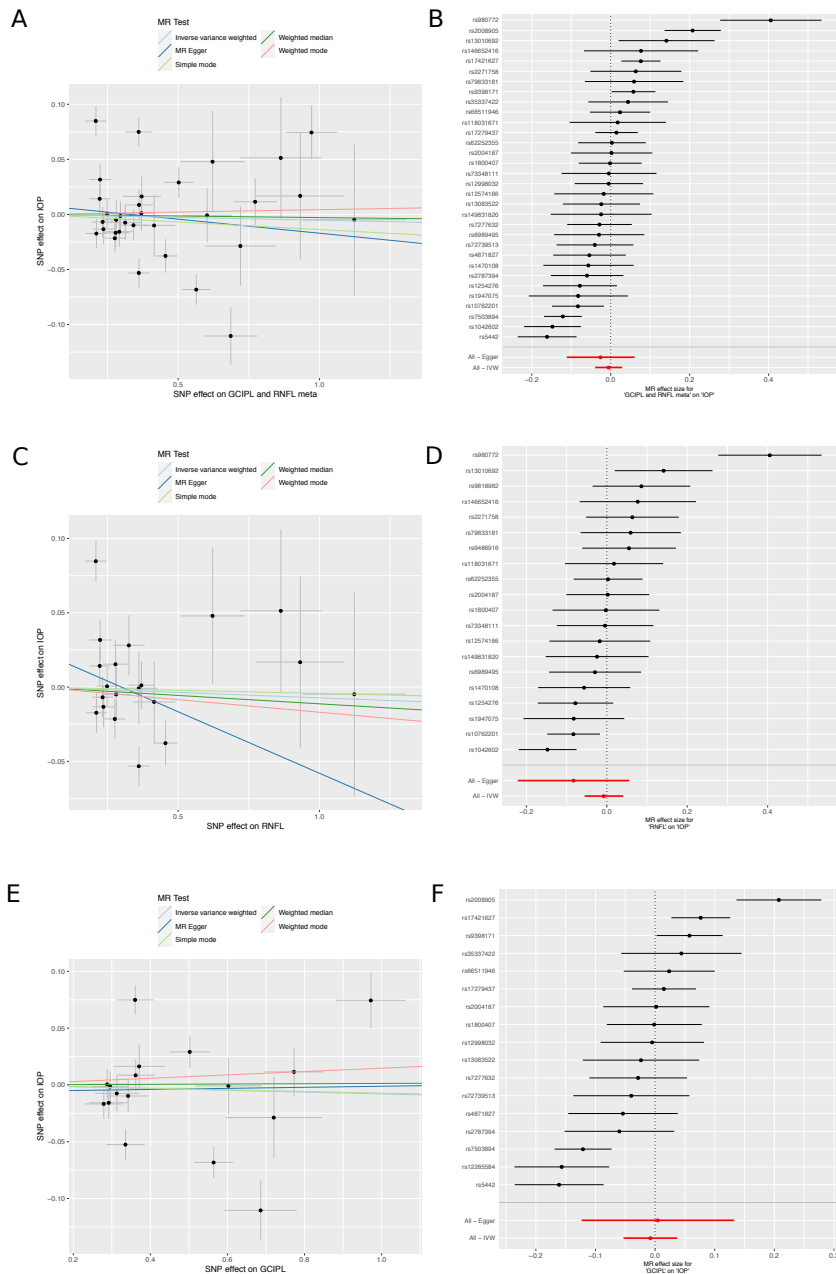 A
MR Test
Inverse variance weighted
Weighted median
MR Egger
Weighted mode
Simple mode
0.10
0.05
0.00
−0.05
−0.10
SNP effect on IOP
0.5
1.0
SNP effect on GCIPL and RNFL meta
B
rs980772
rs2008905
rs13010692
rs146652416
rs17421627
rs2271758
rs79833181
rs9398171
rs35337422
rs66511946
rs118031671
rs17279437
rs62252355
rs2004187
rs1800407
rs73348111
rs12998032
rs12574166
rs13083522
rs149831820
rs7277632
rs6989495
rs72739513
rs4871827
rs1470108
rs2787394
rs1254276
rs1947075
rs10762201
rs7503894
rs1042602
rs5442
All − Egger
All − IVW
−0.2
0.0
0.2
0.4
MR effect size for
'GCIPL and RNFL meta' on 'IOP'
C
MR Test
Inverse variance weighted
Weighted median
MR Egger
Weighted mode
Simple mode
0.10
0.05
0.00
−0.05
SNP effect on IOP
0.5
1.0
SNP effect on RNFL
D
rs980772
rs13010692
rs9818982
rs146652416
rs2271758
rs79833181
rs9486916
rs118031671
rs62252355
rs2004187
rs1800407
rs73348111
rs12574166
rs149831820
rs6989495
rs1470108
rs1254276
rs1947075
rs10762201
rs1042602
All − Egger
All − IVW
−0.2
0.0
0.2
0.4
MR effect size for
'RNFL' on 'IOP'
E
MR Test
Inverse variance weighted
Weighted median
MR Egger
Weighted mode
Simple mode
0.10
0.05
0.00
−0.05
−0.10
SNP effect on IOP
0.2
0.4
0.6
0.8
1.0
SNP effect on GCIPL
F
rs2008905
rs17421627
rs9398171
rs35337422
rs66511946
rs17279437
rs2004187
rs1800407
rs12998032
rs13083522
rs7277632
rs72739513
rs4871827
rs2787394
rs7503894
rs12285584
rs5442
All − Egger
All − IVW
−0.2
−0.1
0.0
0.1
0.2
0.3
MR effect size for
'GCIPL' on 'IOP'